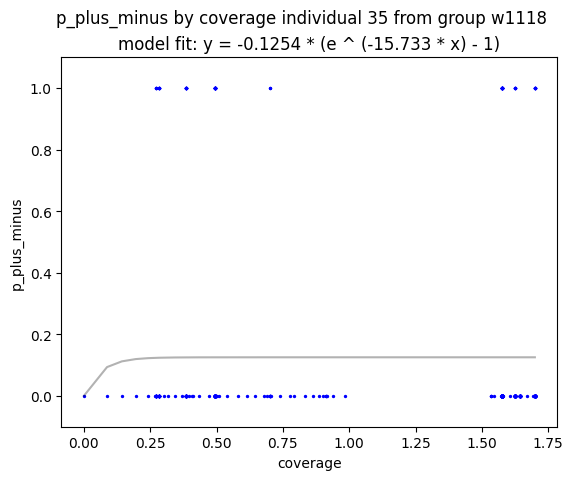 p_plus_minus by coverage individual 35 from group w1118
model fit: y = -0.1254 * (e ^ (-15.733 * x) - 1)
1.0
0.8
0.6
0.4
0.2
0.0
p_plus_minus
0.00 0.25 0.50 0.75 1.00 1.25 1.50 1.75
coverage